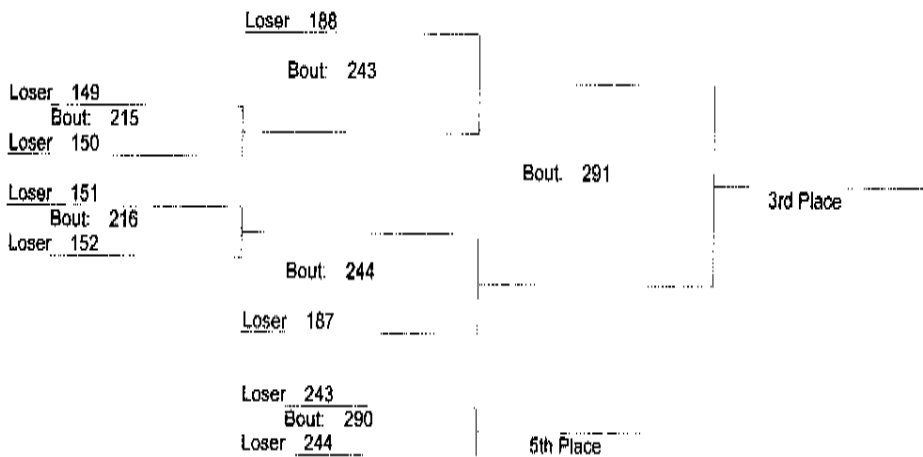 Loser 188
Bout: 243
Loser 149
Bout: 215
Loser 150
Bout. 291
Loser 151
3rd Place
Bout: 216
Loser 152
Bout: 244
Loser 187
Loser 243
Bout: 290
Loser 244
5th Place